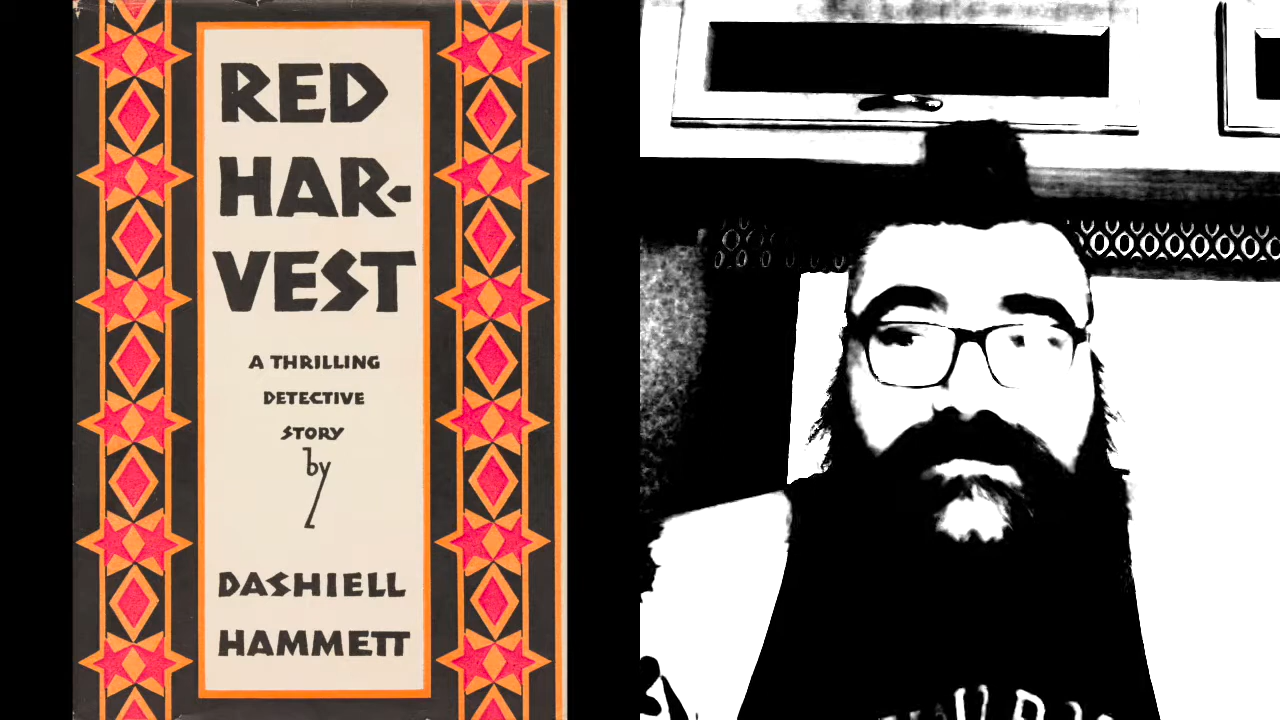 RED
HAR-
VEST
A THRILLING
DETECTIVE
STORY
by
DASHIELL
HAMMETT